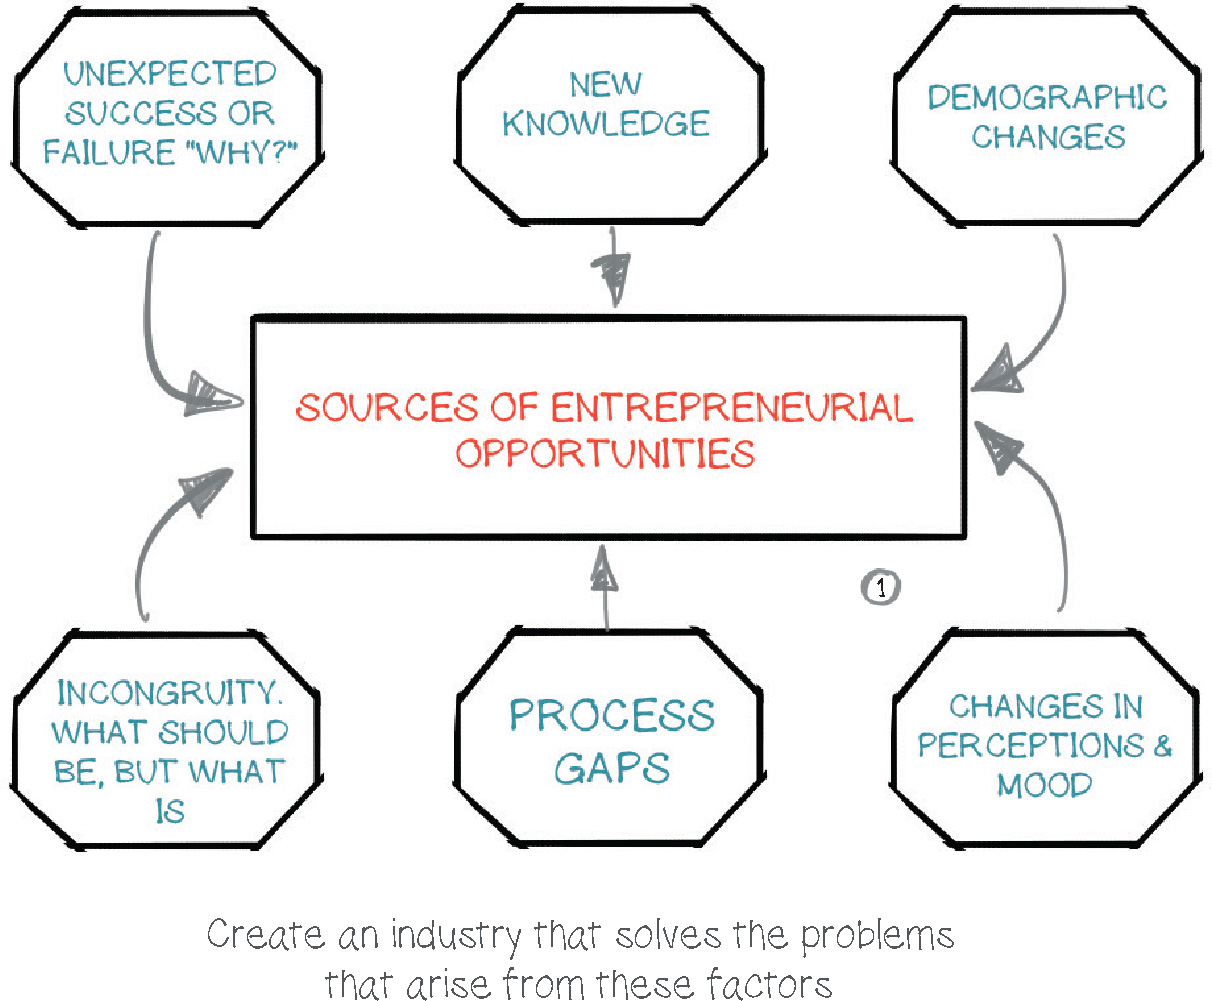 UNEXPECTED
SUCCESS OR
FAILURE "WHY?"
NEW
KNOWLEDGE
DEMOGRAPHIC
CHANGES
SOURCES OF ENTREPRENEURIAL
OPPORTUNITIES
1
INCONGRUITY.
WHAT SHOULD
BE, BUT WHAT
IS
PROCESS
GAPS
CHANGES IN
PERCEPTIONS &
MOOD
Create an industry that solves the problems
that arise from these factors